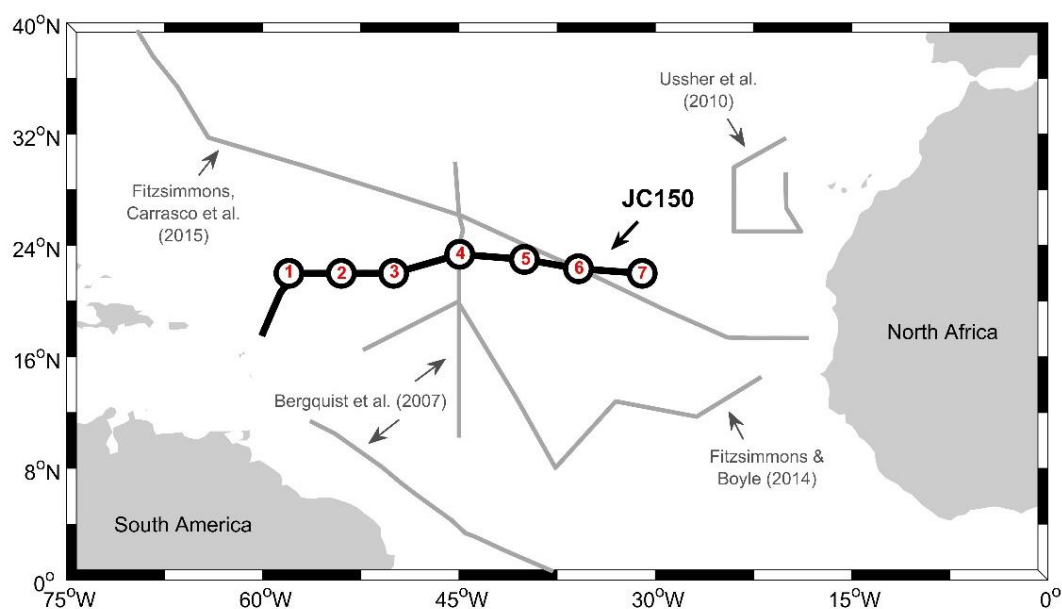 40°N
32°N
24°N
16°N
8°N
0°
75°W
60°W
45°W
30°W
15°W
0°
Ussher et al.
(2010)
Fitzsimmons,
Carrasco et al.
(2015)
JC150
1
2
3
4
5
6
7
North Africa
Bergquist et al. (2007)
Fitzsimmons &
Boyle (2014)
South America